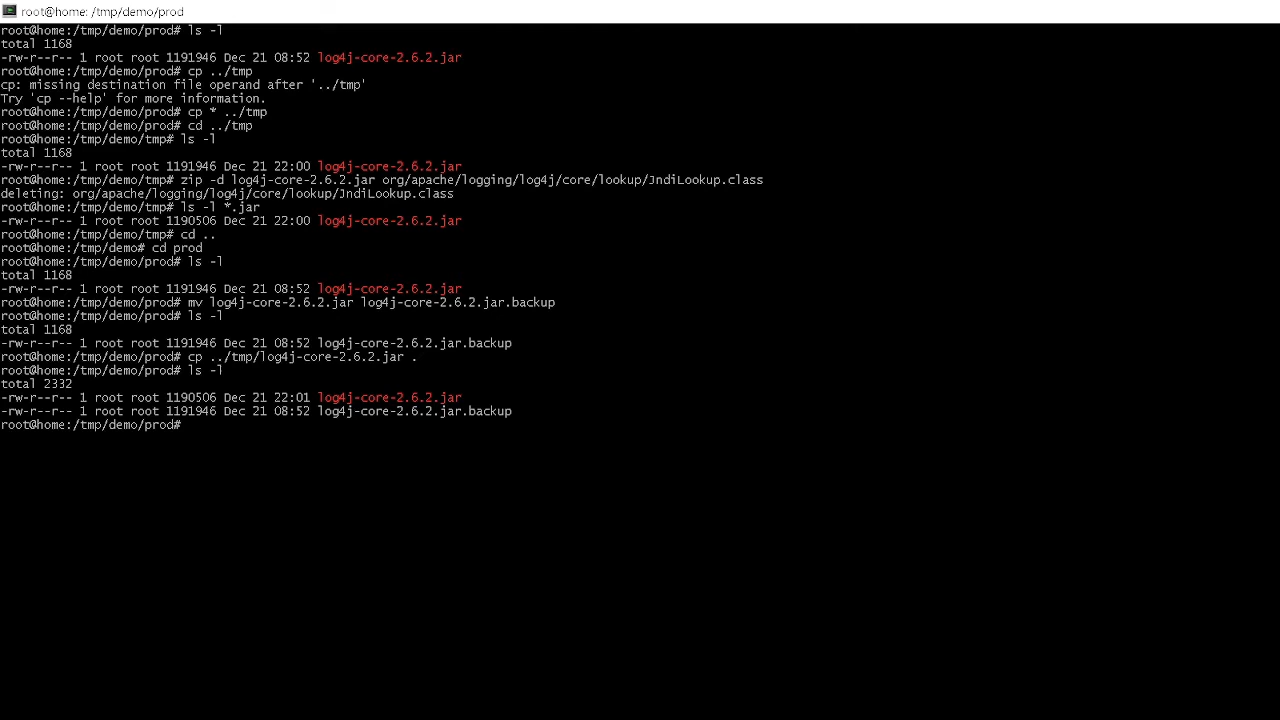 root@home: /tmp/demo/prod
root@home:/tmp/demo/prod# ls -l
total 1168
-rw-r--r-- 1 root root 1191946 Dec 21 08:52 log4j-core-2.6.2.jar
root@home:/tmp/demo/prod# cp ../tmp
cp: missing destination file operand after '../tmp'
Try 'cp --help' for more information.
root@home:/tmp/demo/prod# cp * ../tmp
root@home:/tmp/demo/prod# cd ../tmp
root@home:/tmp/demo/tmp# ls -l
total 1168
-rw-r--r-- 1 root root 1191946 Dec 21 22:00 log4j-core-2.6.2.jar
root@home:/tmp/demo/tmp# zip -d log4j-core-2.6.2.jar org/apache/logging/log4j/core/lookup/JndiLookup.class
deleting: org/apache/logging/log4j/core/lookup/JndiLookup.class
root@home:/tmp/demo/tmp# ls -l *.jar
-rw-r--r-- 1 root root 1190506 Dec 21 22:00 log4j-core-2.6.2.jar
root@home:/tmp/demo/tmp# cd ..
root@home:/tmp/demo# cd prod
root@home:/tmp/demo/prod# ls -l
total 1168
-rw-r--r-- 1 root root 1191946 Dec 21 08:52 log4j-core-2.6.2.jar
root@home:/tmp/demo/prod# mv log4j-core-2.6.2.jar log4j-core-2.6.2.jar.backup
root@home:/tmp/demo/prod# ls -l
total 1168
-rw-r--r-- 1 root root 1191946 Dec 21 08:52 log4j-core-2.6.2.jar.backup
root@home:/tmp/demo/prod# cp ../tmp/log4j-core-2.6.2.jar .
root@home:/tmp/demo/prod# ls -l
total 2332
-rw-r--r-- 1 root root 1190506 Dec 21 22:01 log4j-core-2.6.2.jar
-rw-r--r-- 1 root root 1191946 Dec 21 08:52 log4j-core-2.6.2.jar.backup
root@home:/tmp/demo/prod#